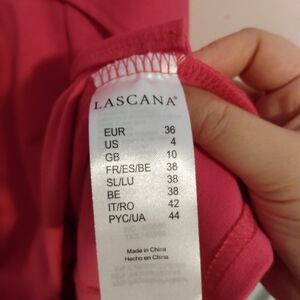 LASCANA®
EUR 36
US 4
GB 10
FR/ES/BE 38
SL/LU 38
BE 38
IT/RO 42
PYC/UA 44
Made in China
Hecho en China